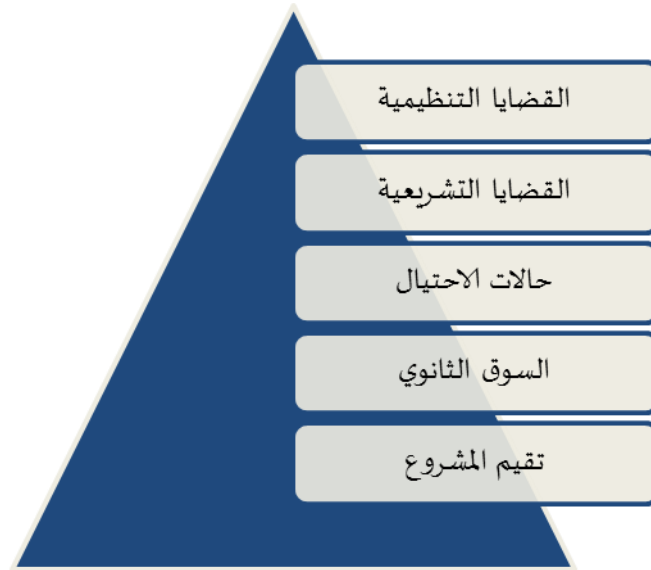 القضايا التنظيمية
القضايا التشريعية
حالات الاحتيال
السوق الثانوي
تقيم المشروع